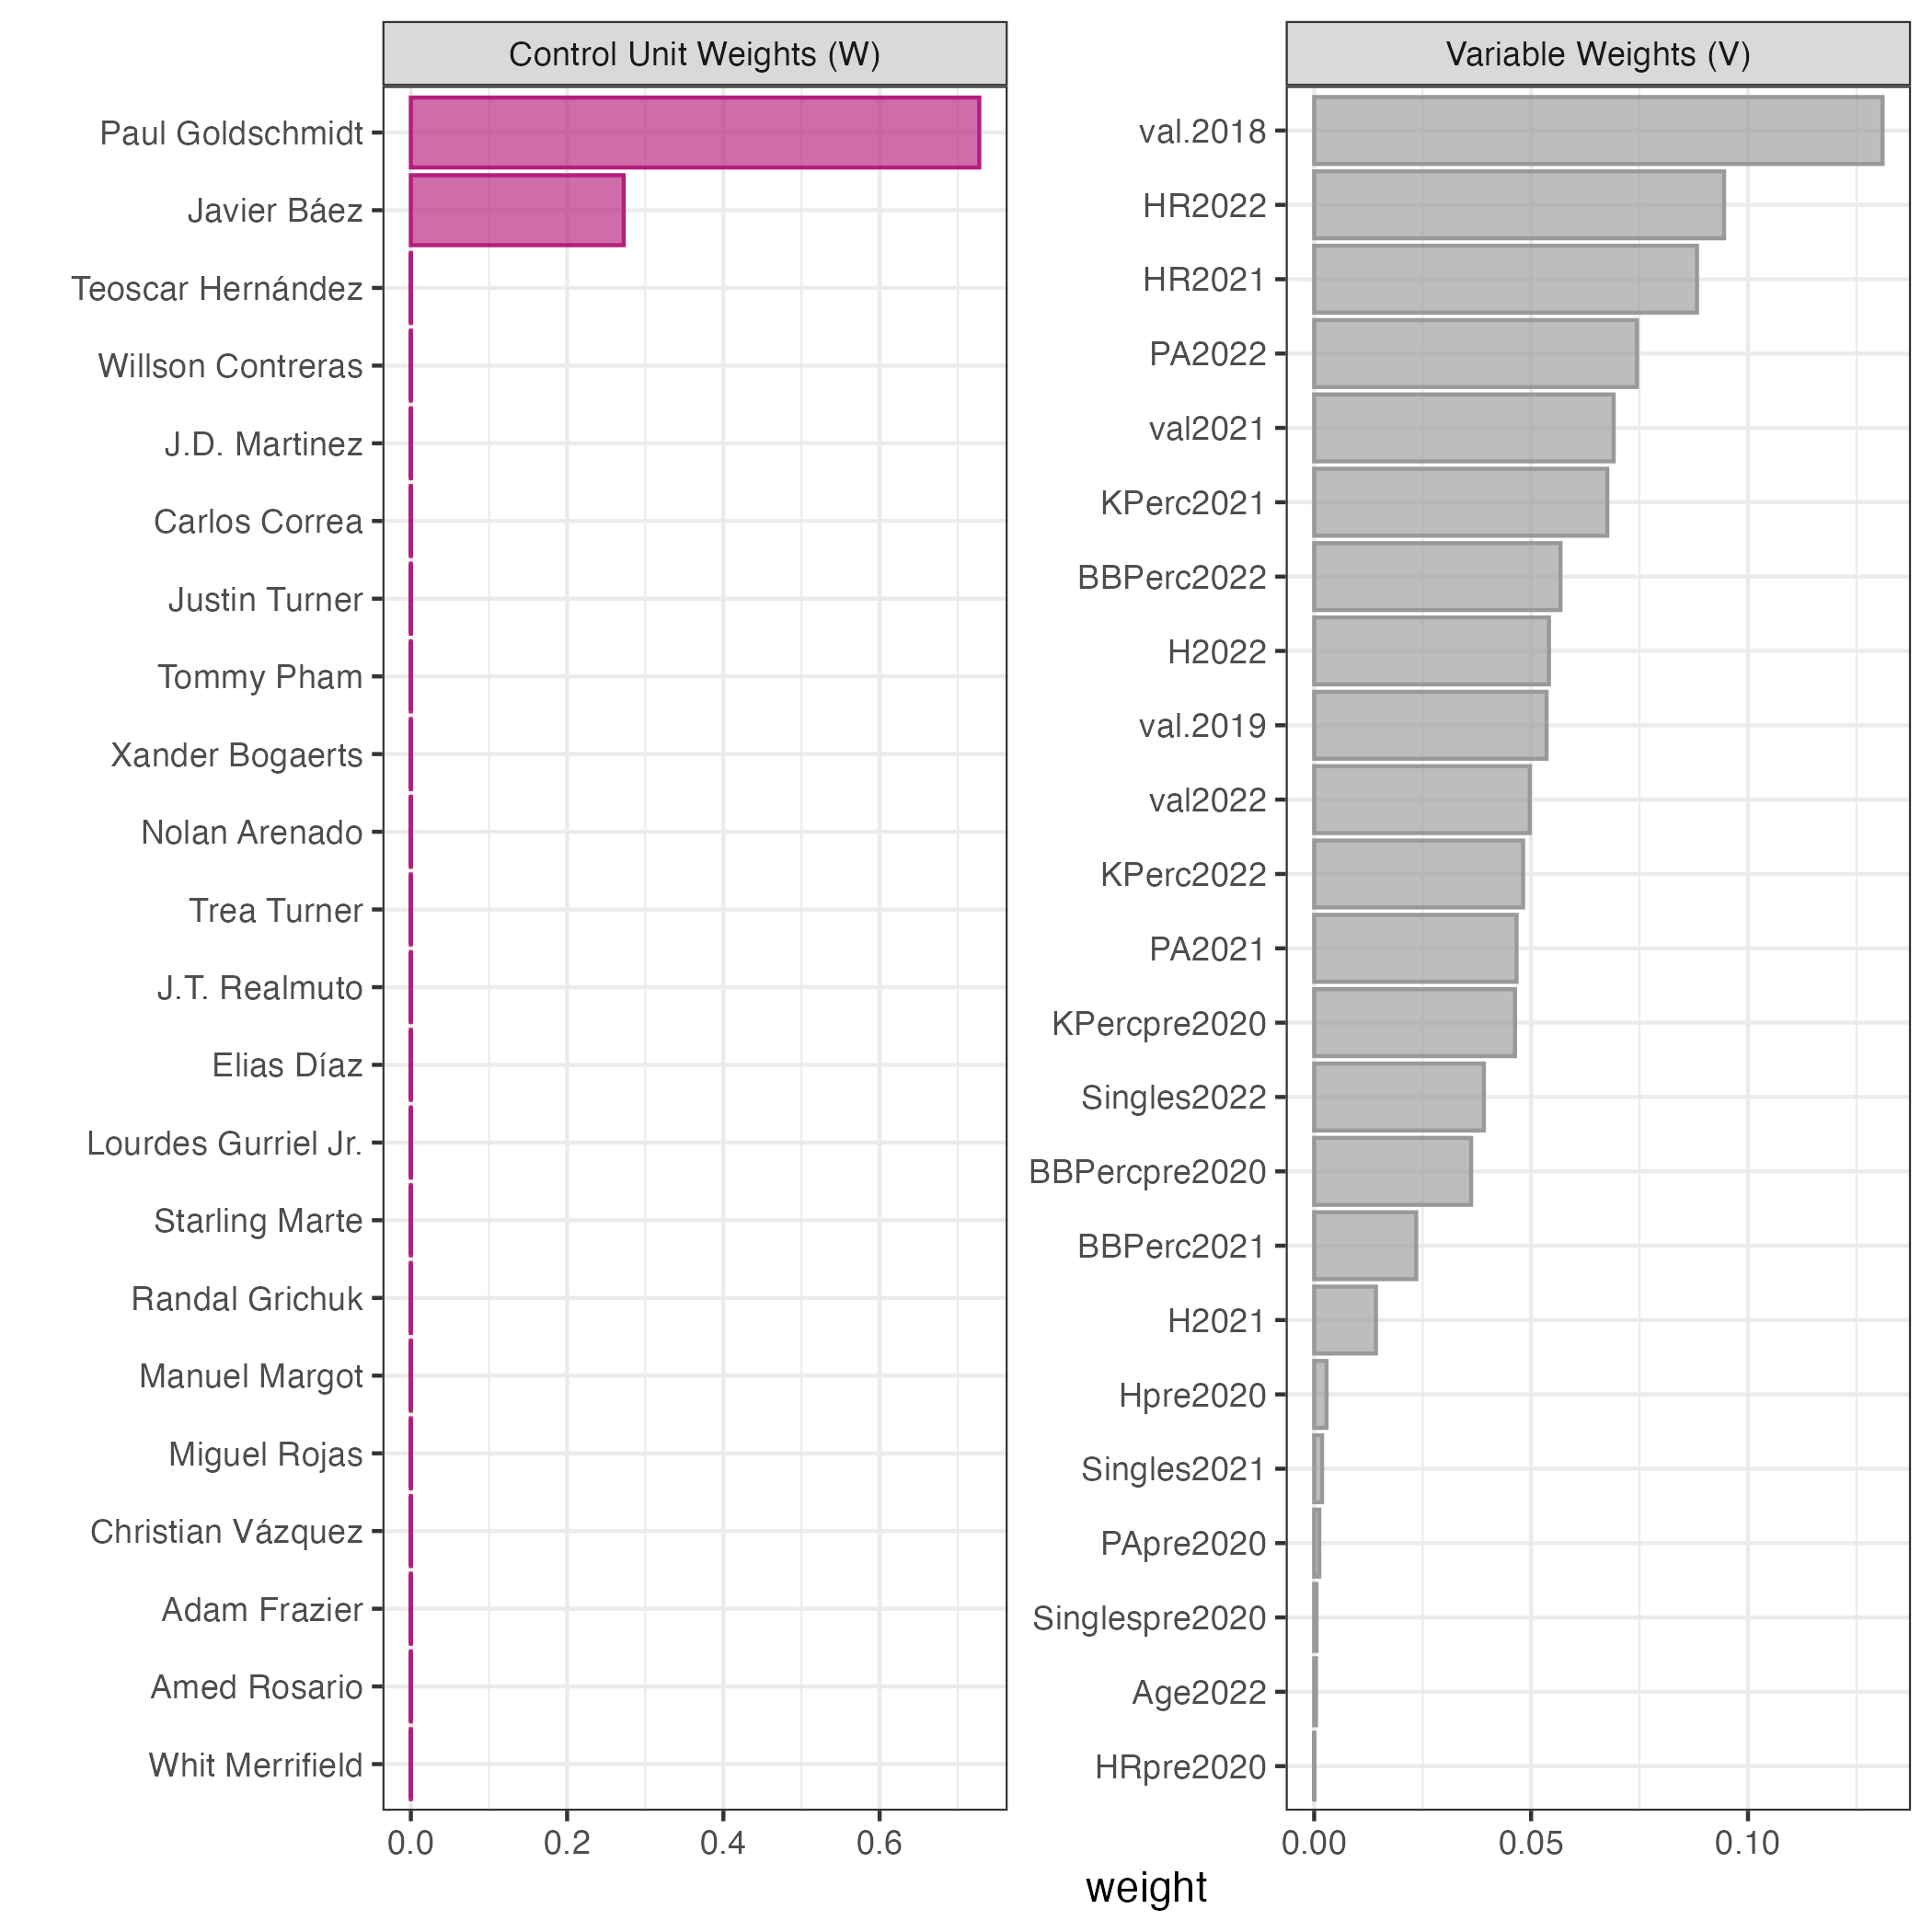 Control Unit Weights (W)
Paul Goldschmidt
Javier Báez
Teoscar Hernández
Willson Contreras
J.D. Martinez
Carlos Correa
Justin Turner
Tommy Pham
Xander Bogaerts
Nolan Arenado
Trea Turner
J.T. Realmuto
Elias Díaz
Lourdes Gurriel Jr.
Starling Marte
Randal Grichuk
Manuel Margot
Miguel Rojas
Christian Vázquez
Adam Frazier
Amed Rosario
Whit Merrifield
0.0 0.2 0.4 0.6
Variable Weights (V)
val.2018
HR2022
HR2021
PA2022
val2021
KPerc2021
BBPerc2022
H2022
val.2019
val2022
KPerc2022
PA2021
KPercpre2020
Singles2022
BBPercpre2020
BBPerc2021
H2021
Hpre2020
Singles2021
PApre2020
Singlespre2020
Age2022
HRpre2020
0.00 0.05 0.10
weight